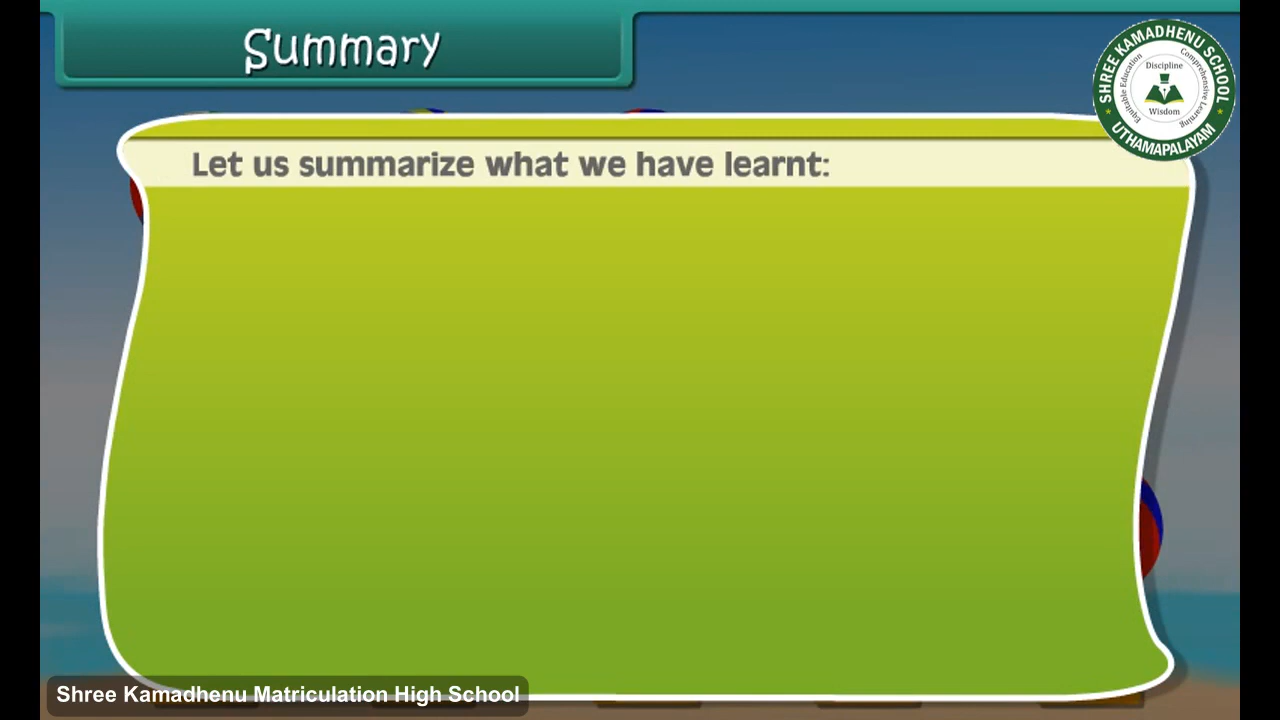 Summary
SHREE KAMADHENU SCHOOL
Discipline
Comprehensive Learning
Equitable Education
Wisdom
UTHAMAPALAYAM
Let us summarize what we have learnt:
Shree Kamadhenu Matriculation High School